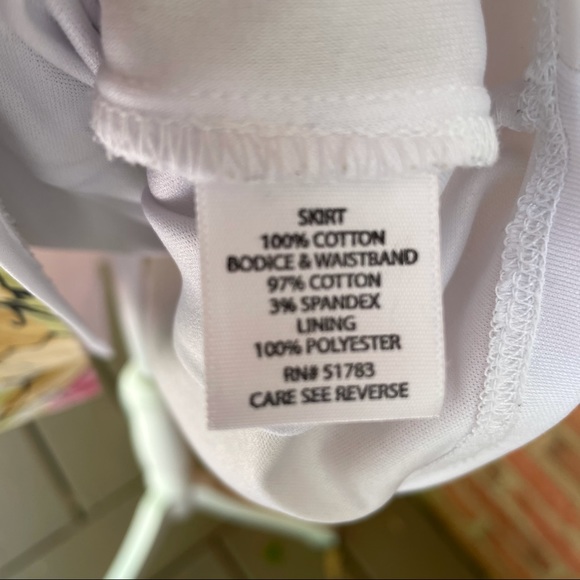 SKIRT
100% COTTON
BODICE & WAISTBAND
97% COTTON
3% SPANDEX
LINING
100% POLYESTER
RN# 51783
CARE SEE REVERSE